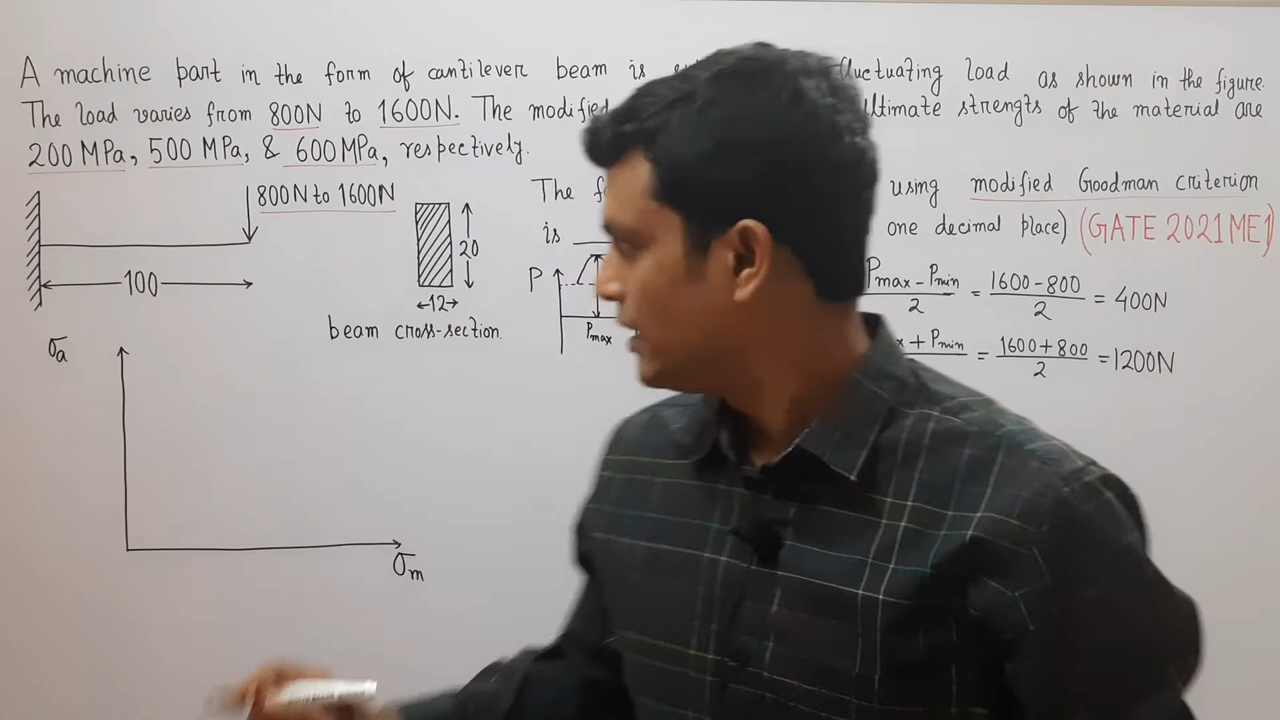 A machine part in the form of cantilever beam is fluctuating load as shown in the figure.
The load varies from 800N to 1600N. The modified ultimate strengts of the material are
200 MPa, 500 MPa, & 600 MPa, respectively.
The using modified Goodman criterion
is ___ one decimal place) (GATE 2021 ME1)
800N to 1600N
100
20
12
beam cross-section
P
Pmax
Pmax - Pmin / 2 = 1600-800 / 2 = 400N
+ Pmin = 1600+800 / 2 = 1200N
σa
σm